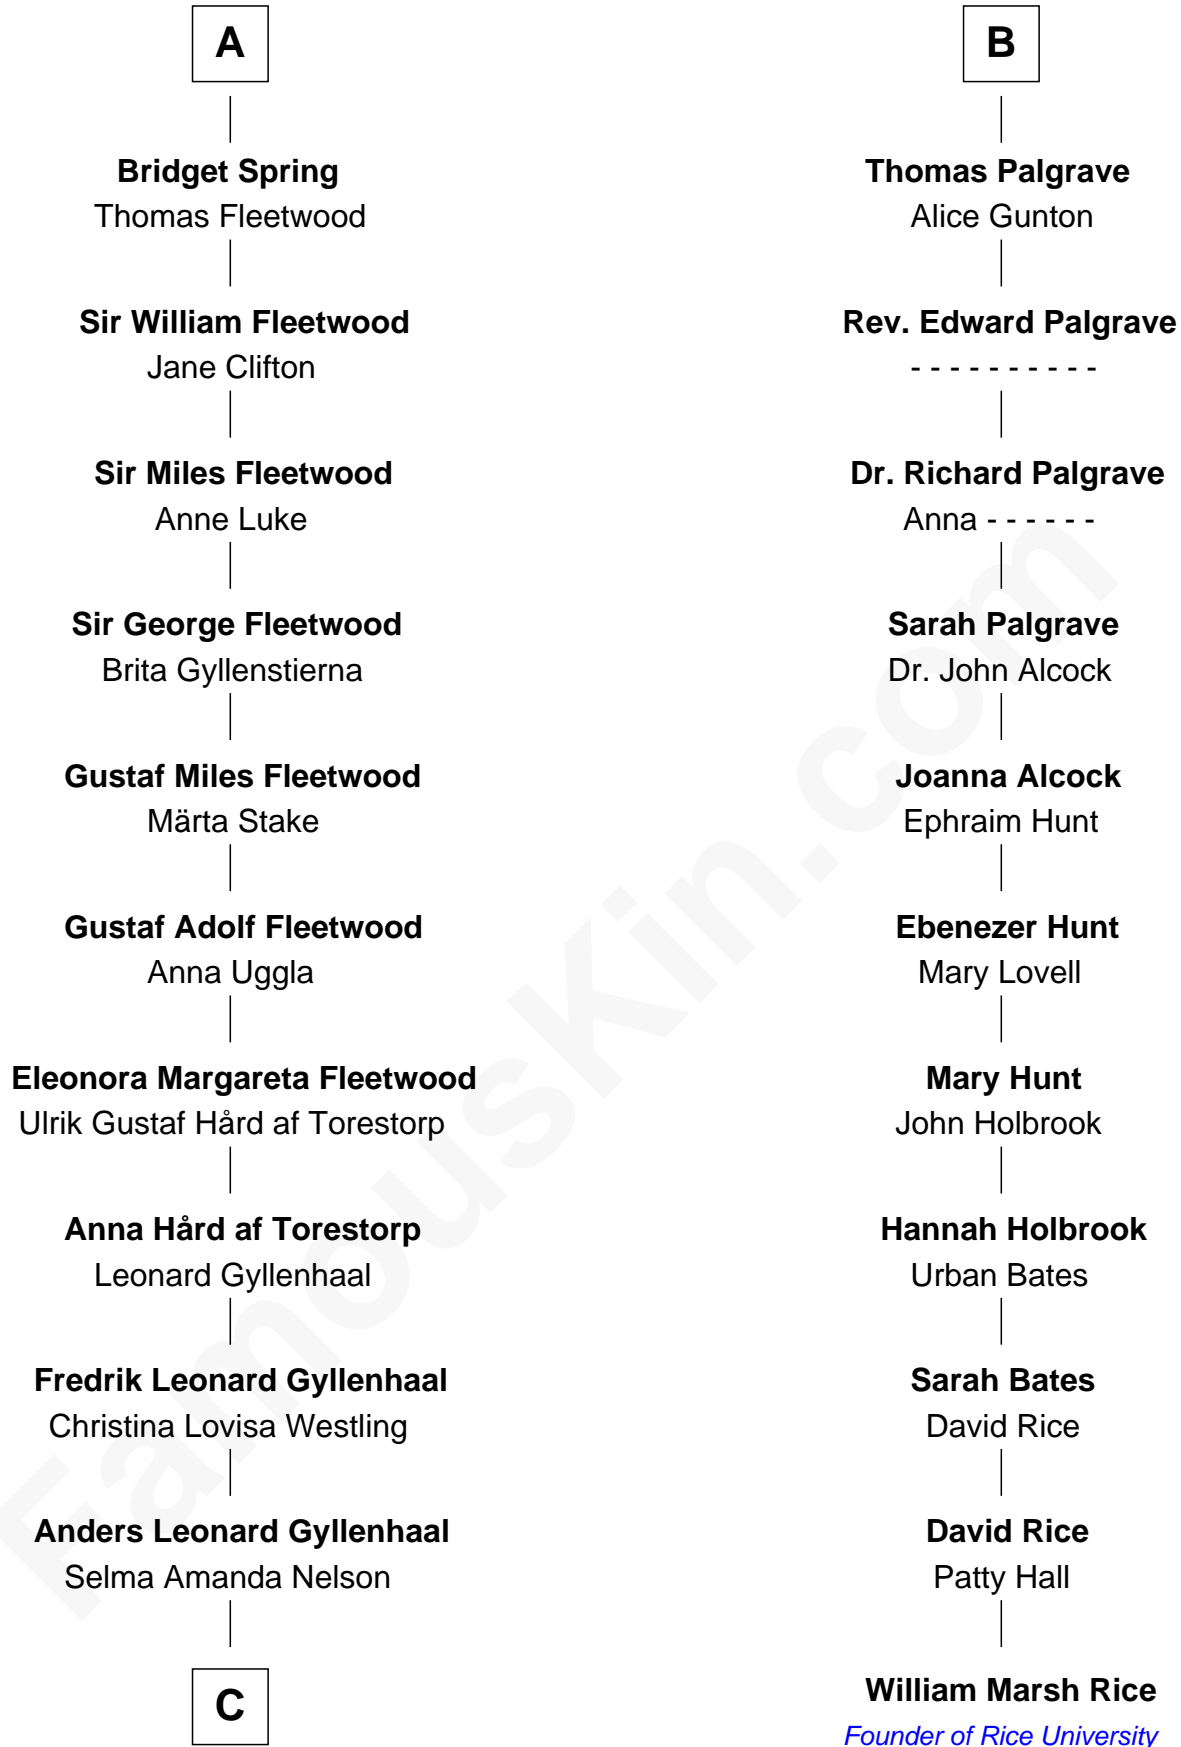 A
Bridget Spring
Thomas Fleetwood
Sir William Fleetwood
Jane Clifton
Sir Miles Fleetwood
Anne Luke
Sir George Fleetwood
Brita Gyllenstierna
Gustaf Miles Fleetwood
Märta Stake
Gustaf Adolf Fleetwood
Anna Uggla
Eleonora Margareta Fleetwood
Ulrik Gustaf Hård af Torestorp
Anna Hård af Torestorp
Leonard Gyllenhaal
Fredrik Leonard Gyllenhaal
Christina Lovisa Westling
Anders Leonard Gyllenhaal
Selma Amanda Nelson
C
B
Thomas Palgrave
Alice Gunton
Rev. Edward Palgrave
- - - - - - - - - -
Dr. Richard Palgrave
Anna - - - - - -
Sarah Palgrave
Dr. John Alcock
Joanna Alcock
Ephraim Hunt
Ebenezer Hunt
Mary Lovell
Mary Hunt
John Holbrook
Hannah Holbrook
Urban Bates
Sarah Bates
David Rice
David Rice
Patty Hall
William Marsh Rice
Founder of Rice University
FamousKin.com